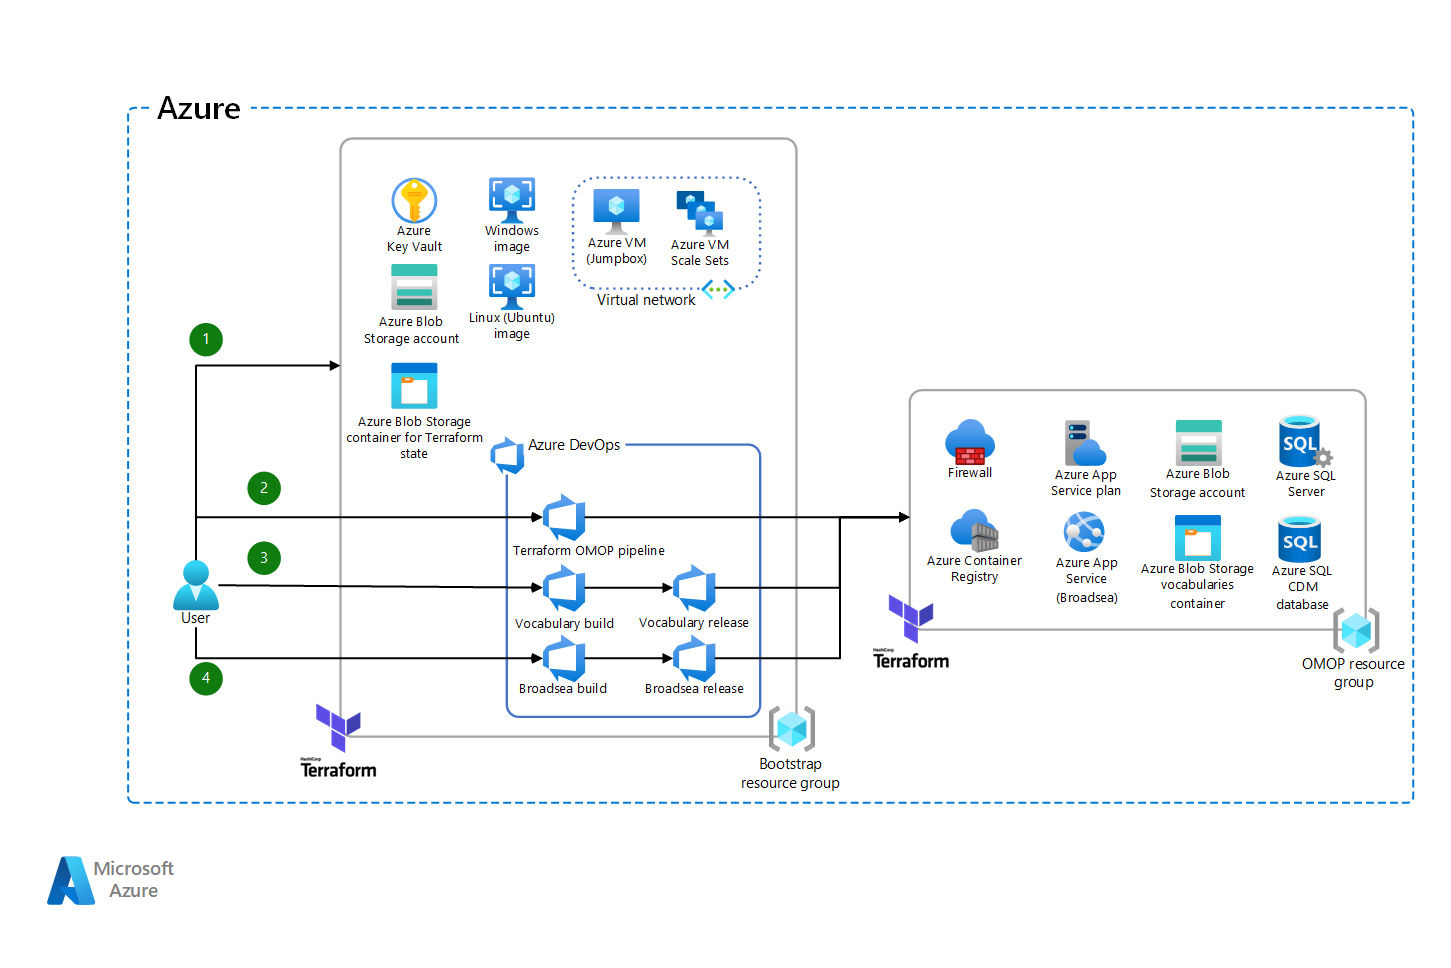 Azure
Azure
Key Vault
Windows
image
Azure VM
(Jumpbox)
Azure VM
Scale Sets
Virtual network
Azure Blob
Storage account
Linux (Ubuntu)
image
1
Azure Blob Storage
container for Terraform
state
Azure DevOps
2
Terraform OMOP pipeline
3
Vocabulary build
Vocabulary release
User
4
Broadsea build
Broadsea release
HashiCorp
Terraform
Bootstrap
resource group
Firewall
Azure App
Service plan
Azure Blob
Storage account
SQL
Azure SQL
Server
Azure Container
Registry
Azure App
Service
(Broadsea)
Azure Blob Storage
vocabularies
container
SQL
Azure SQL
CDM
database
HashiCorp
Terraform
OMOP resource
group
Microsoft
Azure